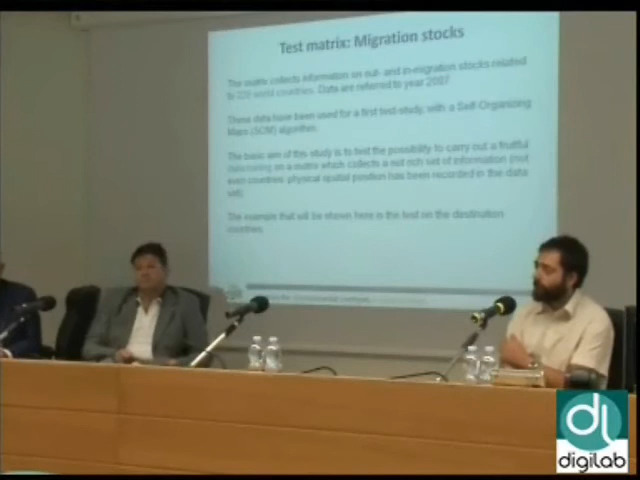 Test matrix: Migration stocks
The matrix collects information on out- and in-migration stocks related
to 226 world countries. Data are referred to year 2007.
These data have been used for a first test-study, with a Self-Organizing
Maps (SOM) algorithm.
The basic aim of this study is to test the possibility to carry out a fruitful
data mining on a matrix which collects a not rich set of information (not
even countries' physical spatial position has been recorded in the data
set).
The example that will be shown here is the test on the destination
countries.
dl
digilab